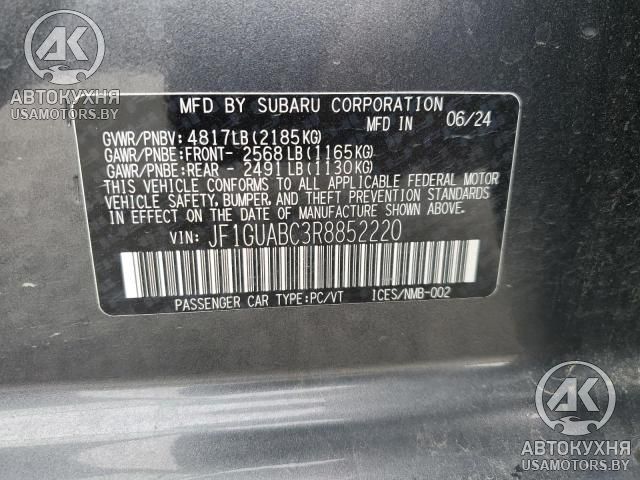 AK
АВТОКУХНЯ
USAMOTORS.BY
MFD BY SUBARU CORPORATION
MFD IN 06/24
GVWR/PNBV: 4817LB(2185KG)
GAWR/PNBE:FRONT- 2568LB(1165KG)
GAWR/PNBE:REAR - 2491LB(1130KG)
THIS VEHICLE CONFORMS TO ALL APPLICABLE FEDERAL MOTOR
VEHICLE SAFETY, BUMPER, AND THEFT PREVENTION STANDARDS
IN EFFECT ON THE DATE OF MANUFACTURE SHOWN ABOVE.
VIN: JF1GUABC3R8852220
PASSENGER CAR TYPE:PC/VT ICES/NMB-002
AK
АВТОКУХНЯ
USAMOTORS.BY